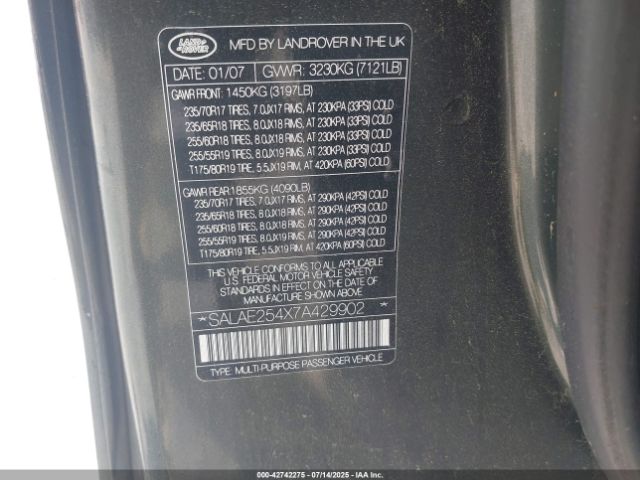 LAND ROVER
MFD BY LANDROVER IN THE UK
DATE: 01/07 GVWR: 3230KG (7121LB)
GAWR FRONT: 1450KG (3197LB)
235/70R17 TIRES, 7.0JX17 RIMS, AT 230KPA (33PSI) COLD
235/65R18 TIRES, 8.0JX18 RIMS, AT 230KPA (33PSI) COLD
255/60R18 TIRES, 8.0JX18 RIMS, AT 230KPA (33PSI) COLD
255/55R19 TIRES, 8.0JX19 RIMS, AT 230KPA (33PSI) COLD
T175/80R19 TIRE, 5.5JX19 RIM, AT 420KPA (60PSI) COLD
GAWR REAR: 1855KG (4090LB)
235/70R17 TIRES, 7.0JX17 RIMS, AT 290KPA (42PSI) COLD
235/65R18 TIRES, 8.0JX18 RIMS, AT 290KPA (42PSI) COLD
255/60R18 TIRES, 8.0JX18 RIMS, AT 290KPA (42PSI) COLD
255/55R19 TIRES, 8.0JX19 RIMS, AT 290KPA (42PSI) COLD
T175/80R19 TIRE, 5.5JX19 RIM, AT 420KPA (60PSI) COLD
THIS VEHICLE CONFORMS TO ALL APPLICABLE
U.S. FEDERAL MOTOR VEHICLE SAFETY
STANDARDS IN EFFECT ON THE DATE OF
MANUFACTURE SHOWN ABOVE.
* SALAE254X7A429902 *
TYPE: MULTI-PURPOSE PASSENGER VEHICLE
000-42742275 - 07/14/2025 - IAAI.COM